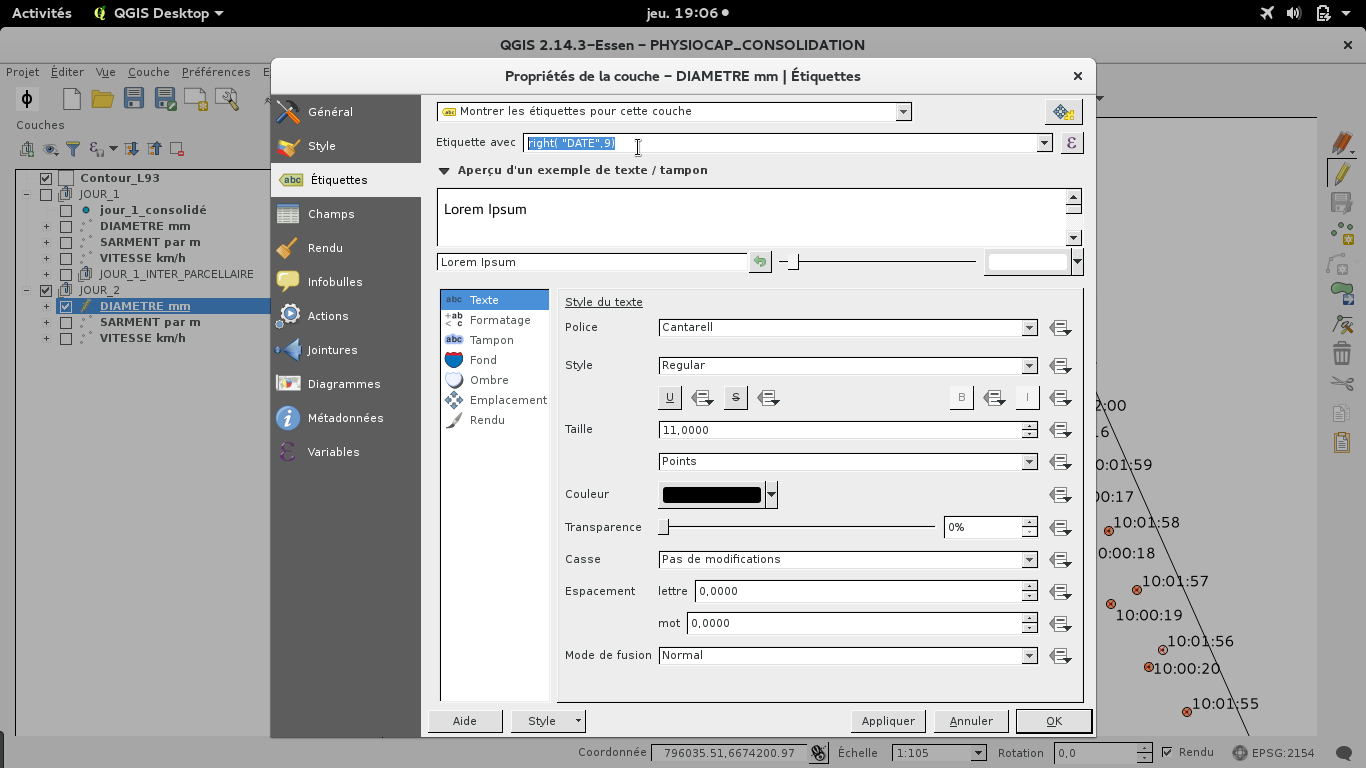 Activités QGIS Desktop jeu. 19:06
QGIS 2.14.3-Essen - PHYSIOCAP_CONSOLIDATION
Projet Éditer Vue Couche Préférences E
Propriétés de la couche - DIAMETRE mm | Étiquettes
Couches
Contour_L93
JOUR_1
jour_1_consolidé
DIAMETRE mm
SARMENT par m
VITESSE km/h
JOUR_1_INTER_PARCELLAIRE
JOUR_2
DIAMETRE mm
SARMENT par m
VITESSE km/h
Général
Style
abc Étiquettes
Champs
Rendu
Infobulles
Actions
Jointures
Diagrammes
Métadonnées
Variables
abc Montrer les étiquettes pour cette couche
Etiquette avec right( "DATE",9) ε
Aperçu d'un exemple de texte / tampon
Lorem Ipsum
Lorem Ipsum
abc Texte
+ab < c Formatage
abc Tampon
Fond
Ombre
Emplacement
Rendu
Style du texte
Police Cantarell
Style Regular
U S B I
Taille 11,0000
Points
Couleur
Transparence 0%
Casse Pas de modifications
Espacement lettre 0,0000
mot 0,0000
Mode de fusion Normal
Aide Style Appliquer Annuler OK
2:00
16
0:01:59
00:17
10:01:58
0:00:18
10:01:57
10:00:19
10:01:56
10:00:20
10:01:55
Coordonnée 796035.51,6674200.97 Échelle 1:105 Rotation 0,0 Rendu EPSG:2154